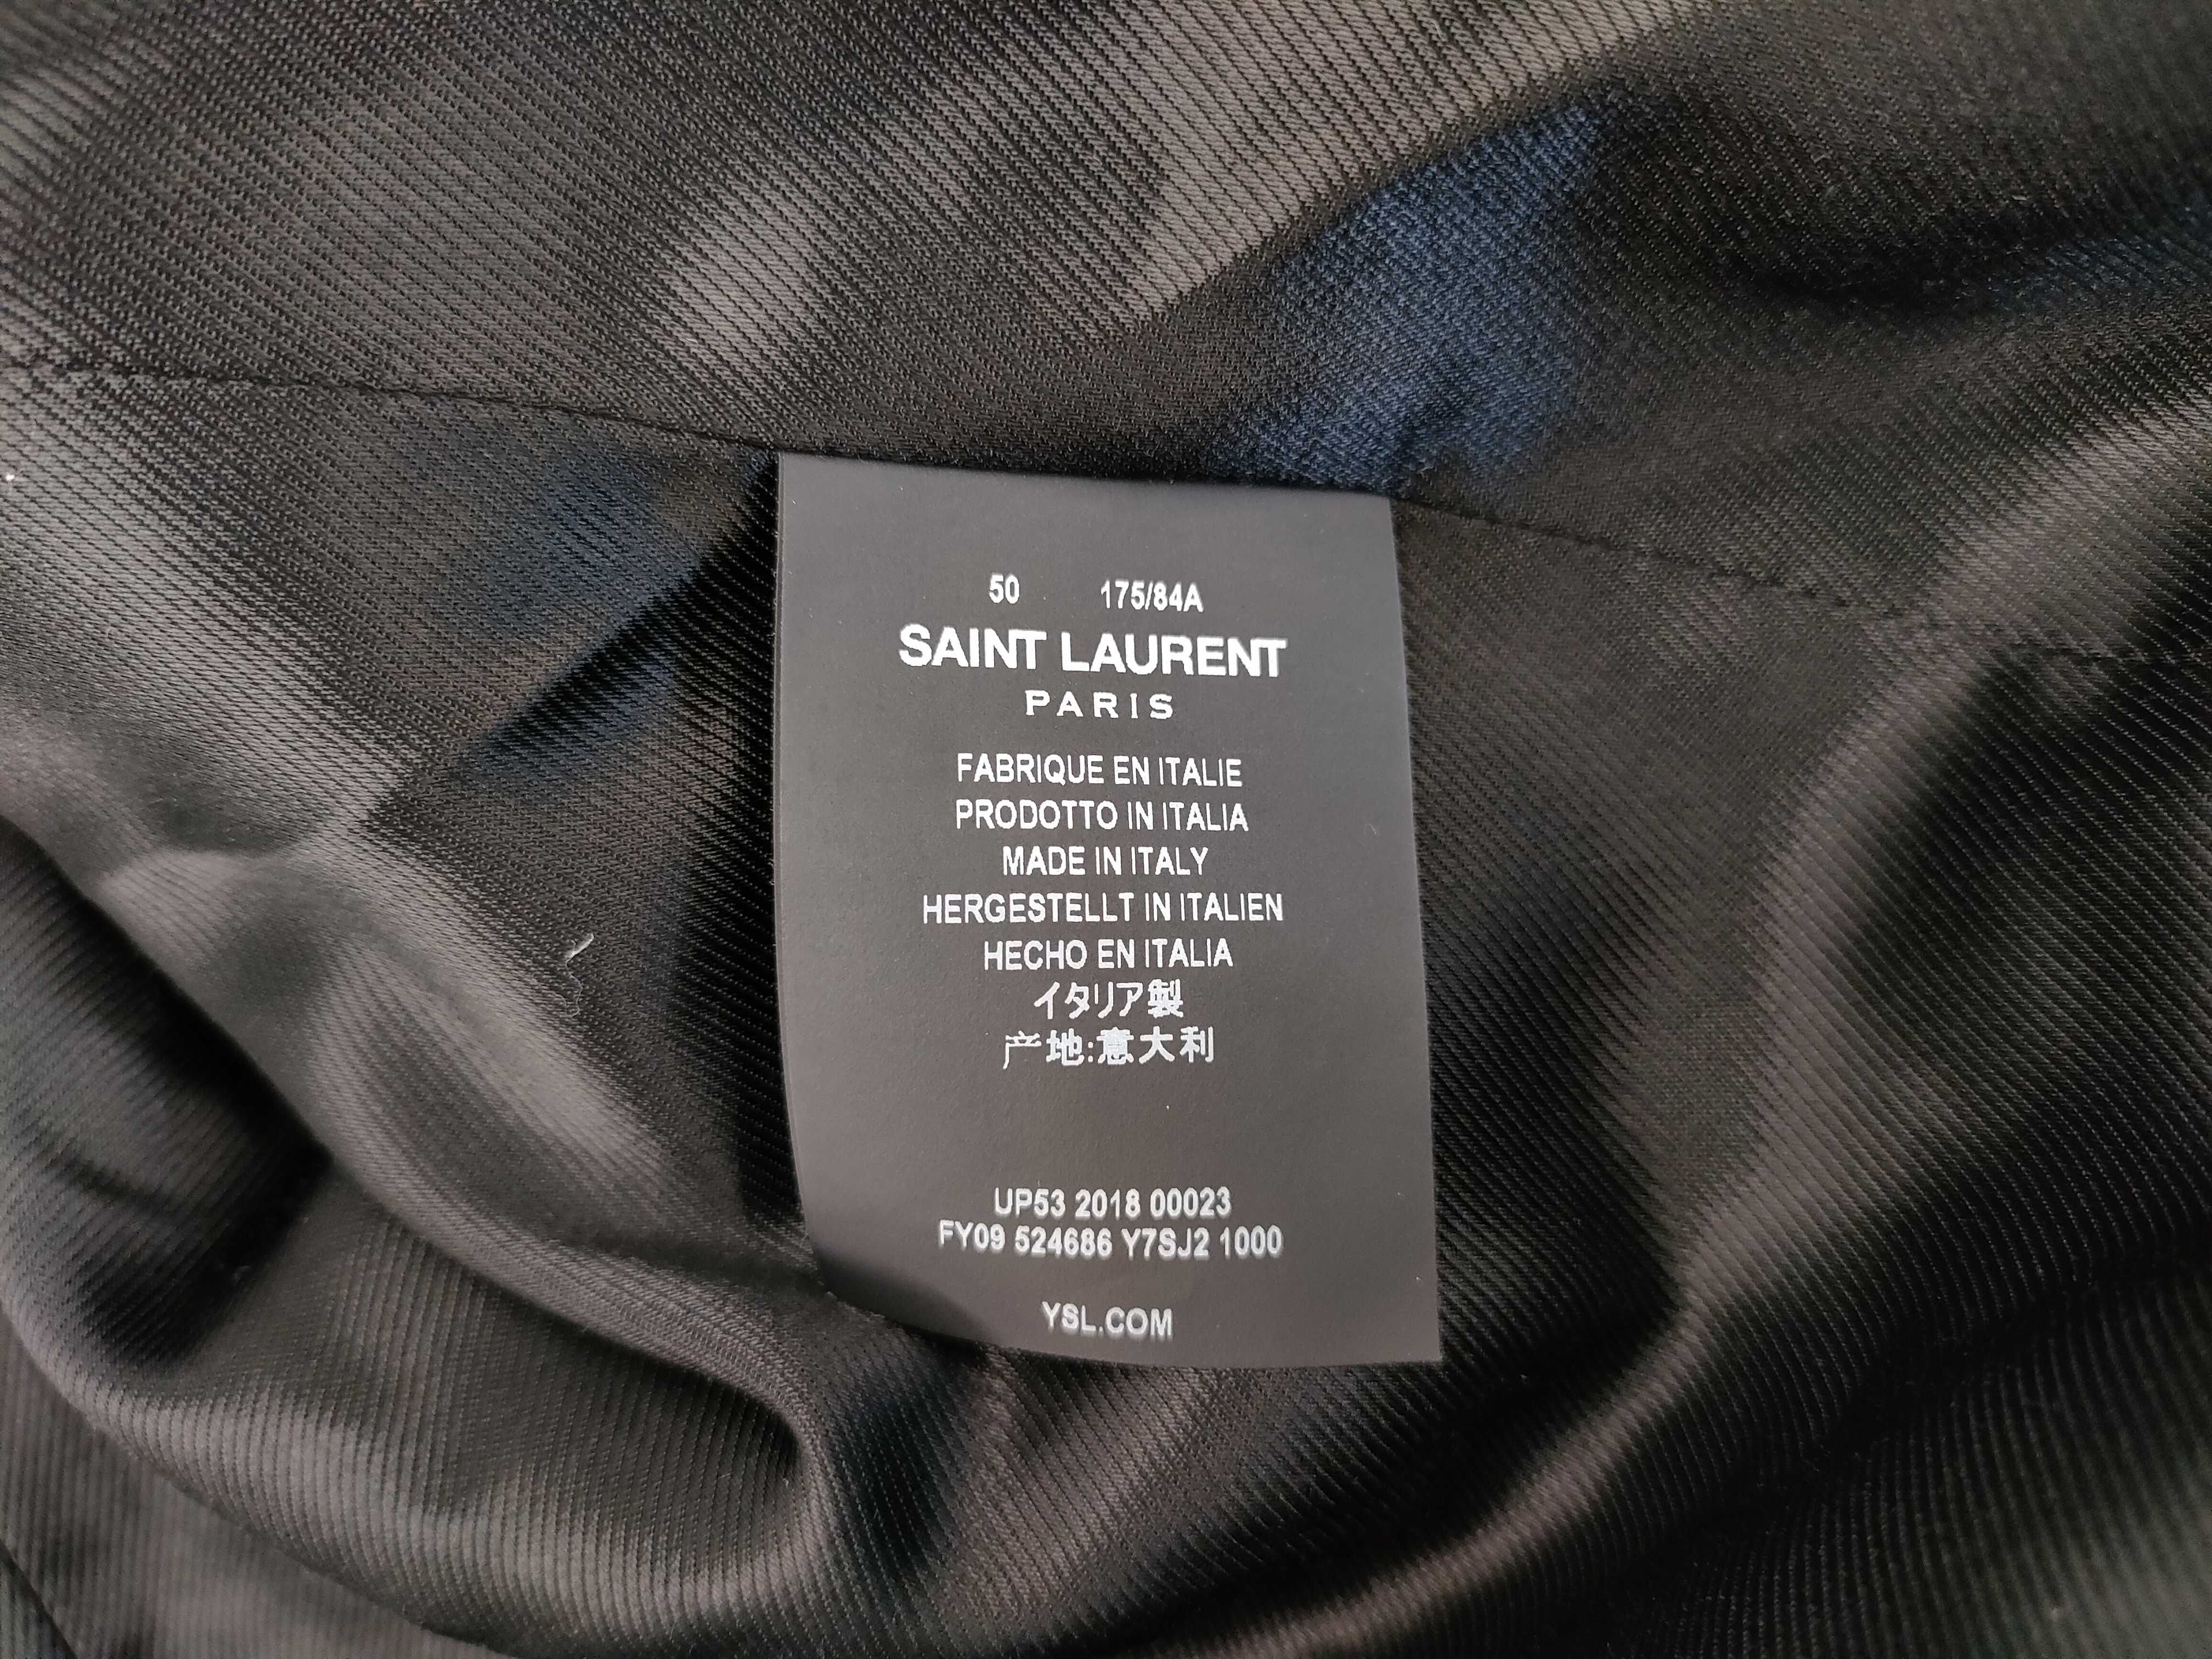 50 175/84A
SAINT LAURENT
PARIS
FABRIQUE EN ITALIE
PRODOTTO IN ITALIA
MADE IN ITALY
HERGESTELLT IN ITALIEN
HECHO EN ITALIA
イタリア製
产地:意大利
UP53 2018 00023
FY09 524686 Y7SJ2 1000
YSL.COM